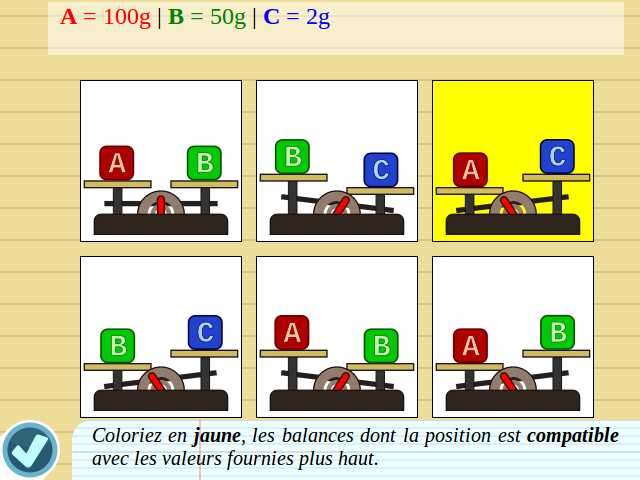 A = 100g | B = 50g | C = 2g
A B
B C
A C
B C
A B
A B
Coloriez en jaune, les balances dont la position est compatible
avec les valeurs fournies plus haut.